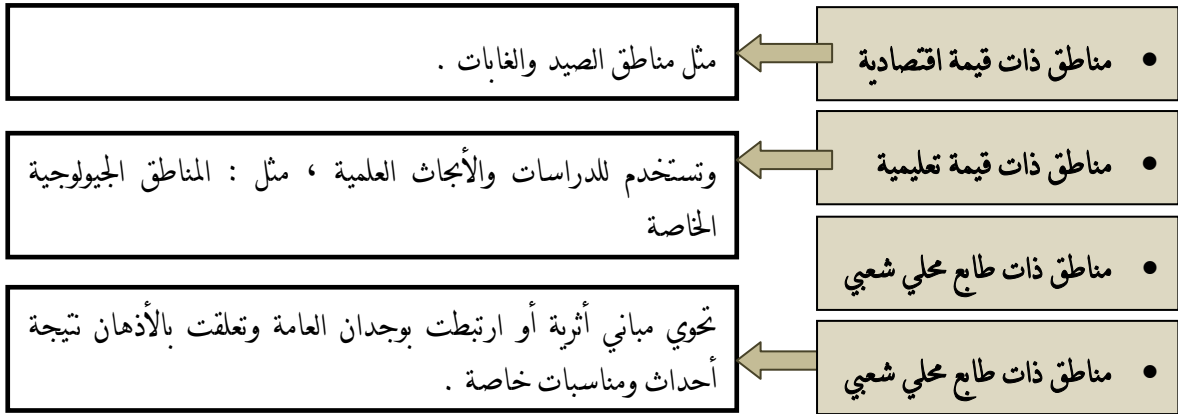 • مناطق ذات قيمة اقتصادية
مثل مناطق الصيد والغابات .
• مناطق ذات قيمة تعليمية
وتستخدم للدراسات والأبحاث العلمية ، مثل : المناطق الجيولوجية
الخاصة
• مناطق ذات طابع محلي شعبي
• مناطق ذات طابع محلي شعبي
تحوي مباني أثرية أو ارتبطت بوجدان العامة وتعلقت بالأذهان نتيجة
أحداث ومناسبات خاصة .